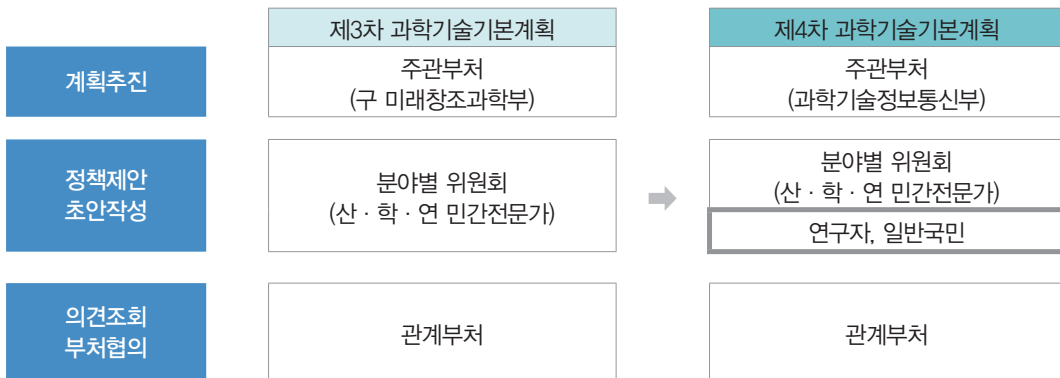 제3차 과학기술기본계획
제4차 과학기술기본계획
계획추진
주관부처
(구 미래창조과학부)
주관부처
(과학기술정보통신부)
정책제안
초안작성
분야별 위원회
(산 · 학 · 연 민간전문가)
분야별 위원회
(산 · 학 · 연 민간전문가)
연구자, 일반국민
의견조회
부처협의
관계부처
관계부처